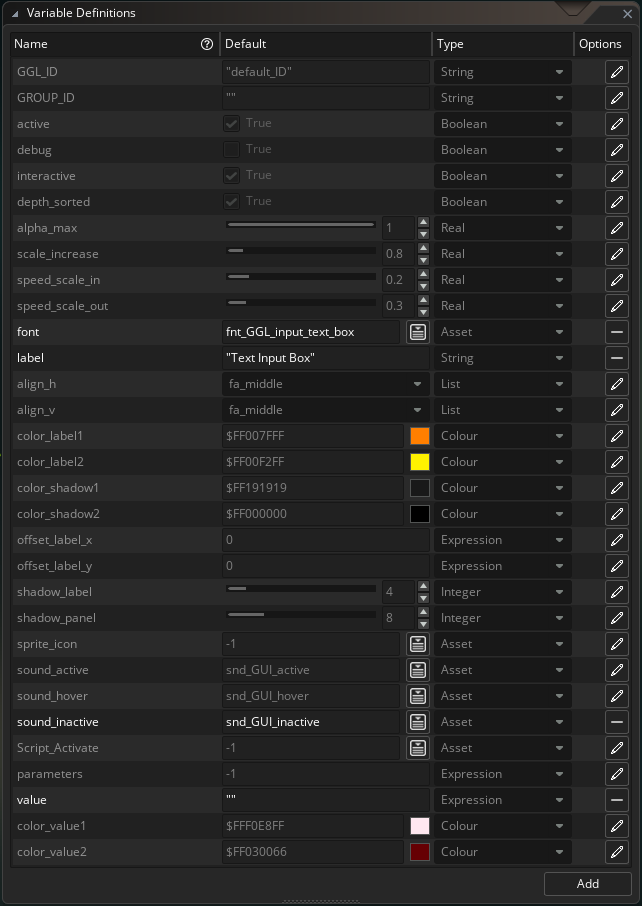 Variable Definitions
Name ? Default Type Options
GGL_ID "default_ID" String
GROUP_ID "" String
active True Boolean
debug True Boolean
interactive True Boolean
depth_sorted True Boolean
alpha_max 1 Real
scale_increase 0.8 Real
speed_scale_in 0.2 Real
speed_scale_out 0.3 Real
font fnt_GGL_input_text_box Asset
label "Text Input Box" String
align_h fa_middle List
align_v fa_middle List
color_label1 $FF007FFF Colour
color_label2 $FF00F2FF Colour
color_shadow1 $FF191919 Colour
color_shadow2 $FF000000 Colour
offset_label_x 0 Expression
offset_label_y 0 Expression
shadow_label 4 Integer
shadow_panel 8 Integer
sprite_icon -1 Asset
sound_active snd_GUI_active Asset
sound_hover snd_GUI_hover Asset
sound_inactive snd_GUI_inactive Asset
Script_Activate -1 Asset
parameters -1 Expression
value "" Expression
color_value1 $FFF0E8FF Colour
color_value2 $FF030066 Colour
Add